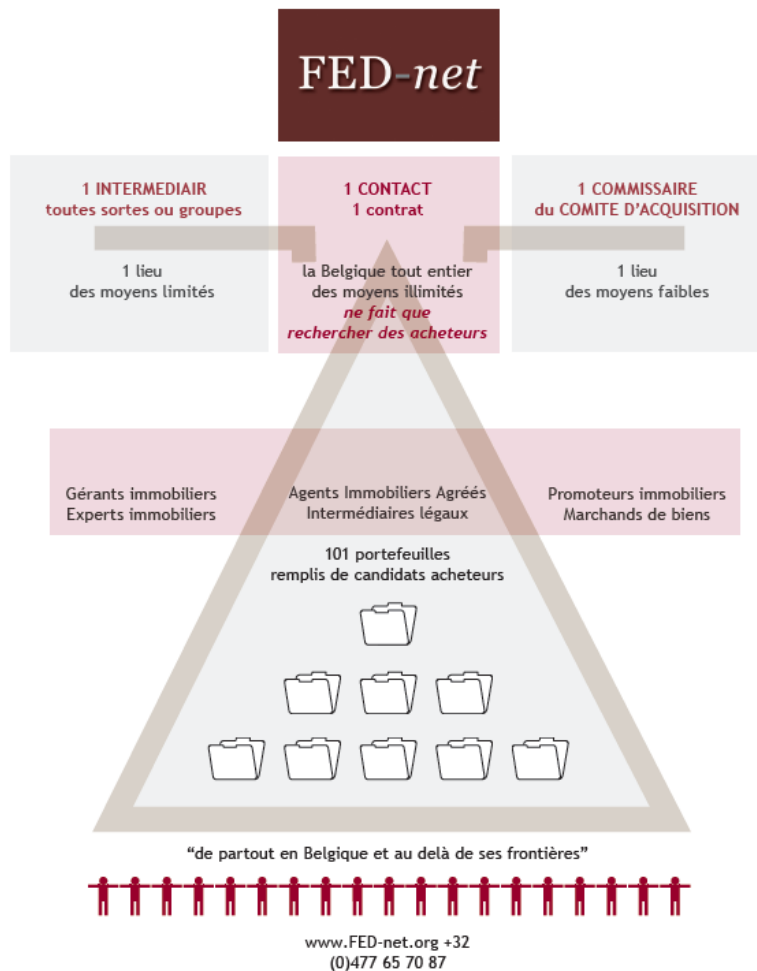 FED-net
1 INTERMEDIAIR
toutes sortes ou groupes
1 lieu
des moyens limités
1 CONTACT
1 contrat
la Belgique tout entier
des moyens illimités
ne fait que
rechercher des acheteurs
1 COMMISSAIRE
du COMITE D’ACQUISITION
1 lieu
des moyens faibles
Gérants immobiliers
Experts immobiliers
Agents Immobiliers Agréés
Intermédiaires légaux
Promoteurs immobiliers
Marchands de biens
101 portefeuilles
remplis de candidats acheteurs
“de partout en Belgique et au delà de ses frontières”
www.FED-net.org +32
(0)477 65 70 87